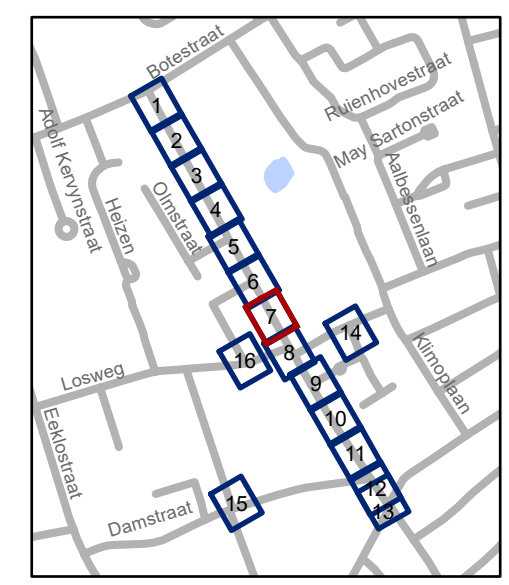 Botestraat
Ruienhovestraat
May Sartonstraat
Adolf Kervynstraat
Aalbessenlaan
Heizen
Olmstraat
1
2
3
4
5
6
7
8
9
10
11
12
13
14
15
16
Losweg
Klimoplaan
Eeklostraat
Damstraat